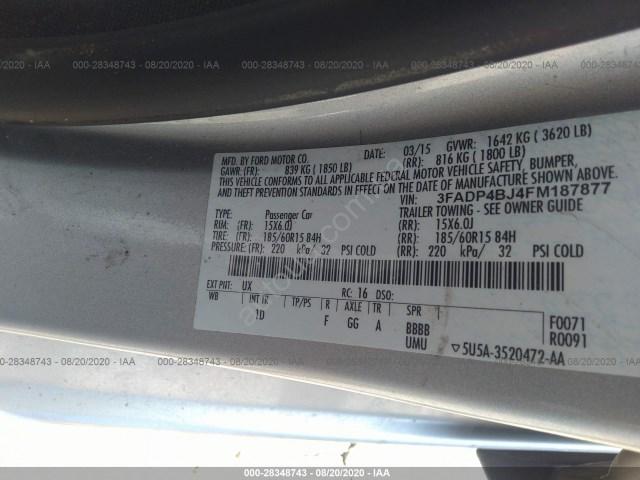 000-28348743 - 08/20/2020 - IAA
MFD. BY FORD MOTOR CO.
DATE: 03/15 GVWR: 1642 KG ( 3620 LB)
GAWR: (FR): 839 KG ( 1850 LB) (RR): 816 KG ( 1800 LB)
THIS VEHICLE CONFORMS TO ALL APPLICABLE FEDERAL MOTOR VEHICLE SAFETY, BUMPER,
AND THEFT PREVENTION STANDARDS IN EFFECT ON THE DATE OF MANUFACTURE SHOWN ABOVE.
VIN: 3FADP4BJ4FM187877
TYPE: Passenger Car TRAILER TOWING - SEE OWNER GUIDE
RIM: (FR) 15X6.0J (RR) 15X6.0J
TIRE: (FR) 185/60R15 84H (RR) 185/60R15 84H
PRESSURE: (FR) 220 kPa/ 32 PSI COLD (RR) 220 kPa/ 32 PSI COLD
EXT PNT: UX RC: 16 DSO:
WB INT TR TP/PS R AXLE TR SPR
ID F GG A BBBB
UMU
F0071
R0091
▽5U5A-3520472-AA
000-28348743 - 08/20/2020 - IAA